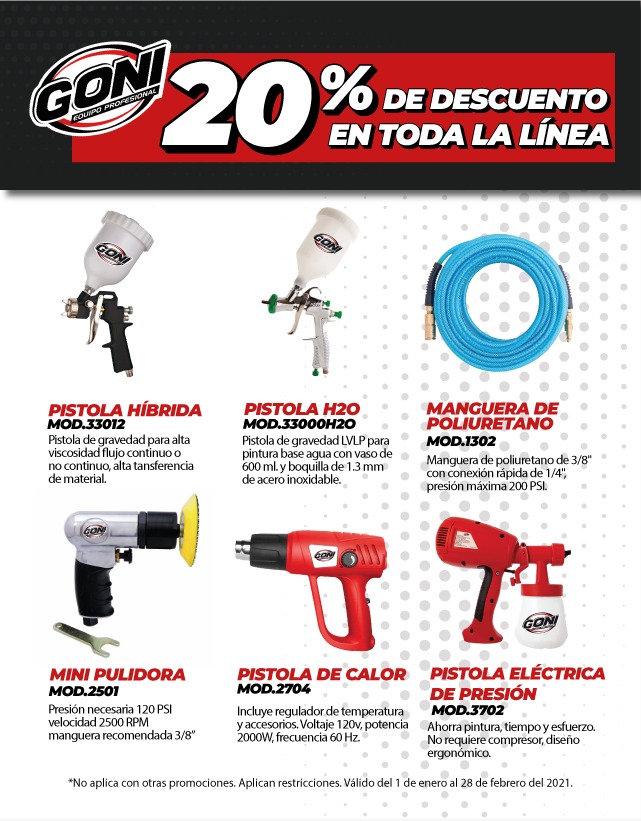 GONI
EQUIPO PROFESIONAL
20% DE DESCUENTO
EN TODA LA LÍNEA
GONI
GONI
PISTOLA HÍBRIDA
MOD.33012
Pistola de gravedad para alta
viscosidad flujo continuo o
no continuo, alta tansferencia
de material.
PISTOLA H2O
MOD.33000H2O
Pistola de gravedad LVLP para
pintura base agua con vaso de
600 ml. y boquilla de 1.3 mm
de acero inoxidable.
MANGUERA DE
POLIURETANO
MOD.1302
Manguera de poliuretano de 3/8"
con conexión rápida de 1/4",
presión máxima 200 PSI.
GONI
GONI
GONI
MINI PULIDORA
MOD.2501
Presión necesaria 120 PSI
velocidad 2500 RPM
manguera recomendada 3/8”
PISTOLA DE CALOR
MOD.2704
Incluye regulador de temperatura
y accesorios. Voltaje 120v, potencia
2000W, frecuencia 60 Hz.
PISTOLA ELÉCTRICA
DE PRESIÓN
MOD.3702
Ahorra pintura, tiempo y esfuerzo.
No requiere compresor, diseño
ergonómico.
*No aplica con otras promociones. Aplican restricciones. Válido del 1 de enero al 28 de febrero del 2021.